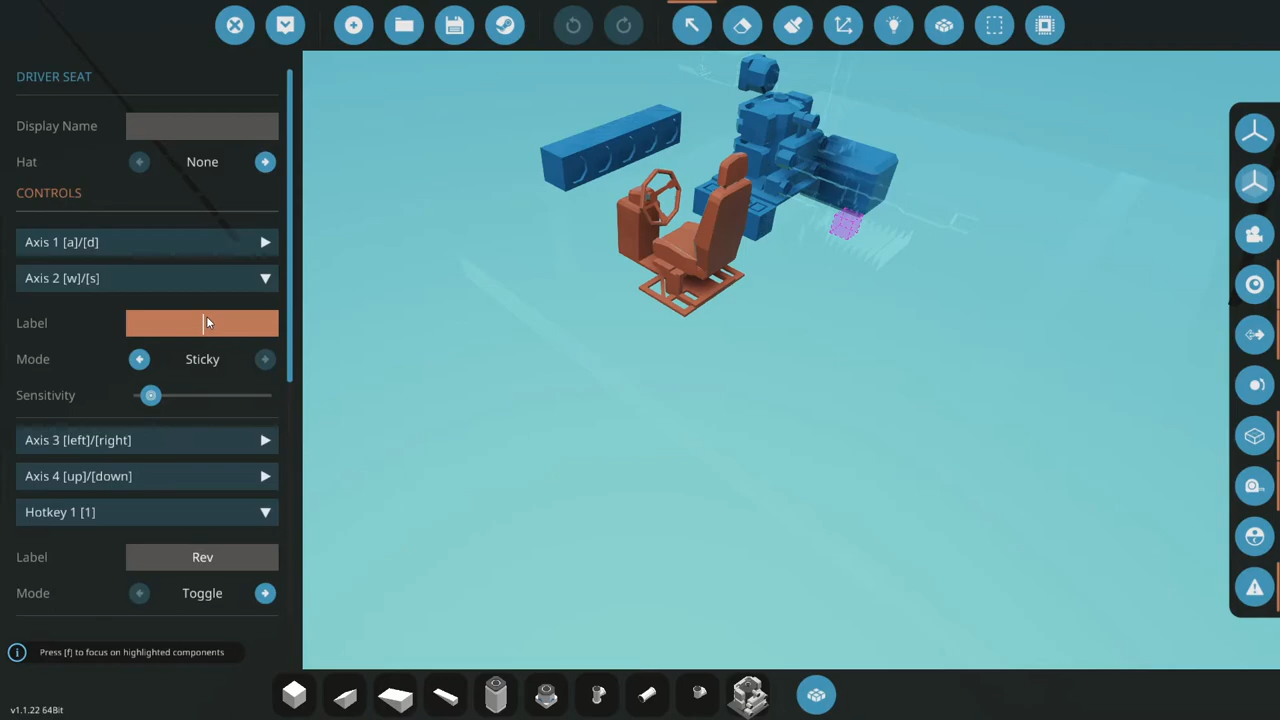 DRIVER SEAT
Display Name
Hat None
CONTROLS
Axis 1 [a]/[d]
Axis 2 [w]/[s]
Label
Mode Sticky
Sensitivity
Axis 3 [left]/[right]
Axis 4 [up]/[down]
Hotkey 1 [1]
Label Rev
Mode Toggle
Press [f] to focus on highlighted components
v1.1.22 64Bit